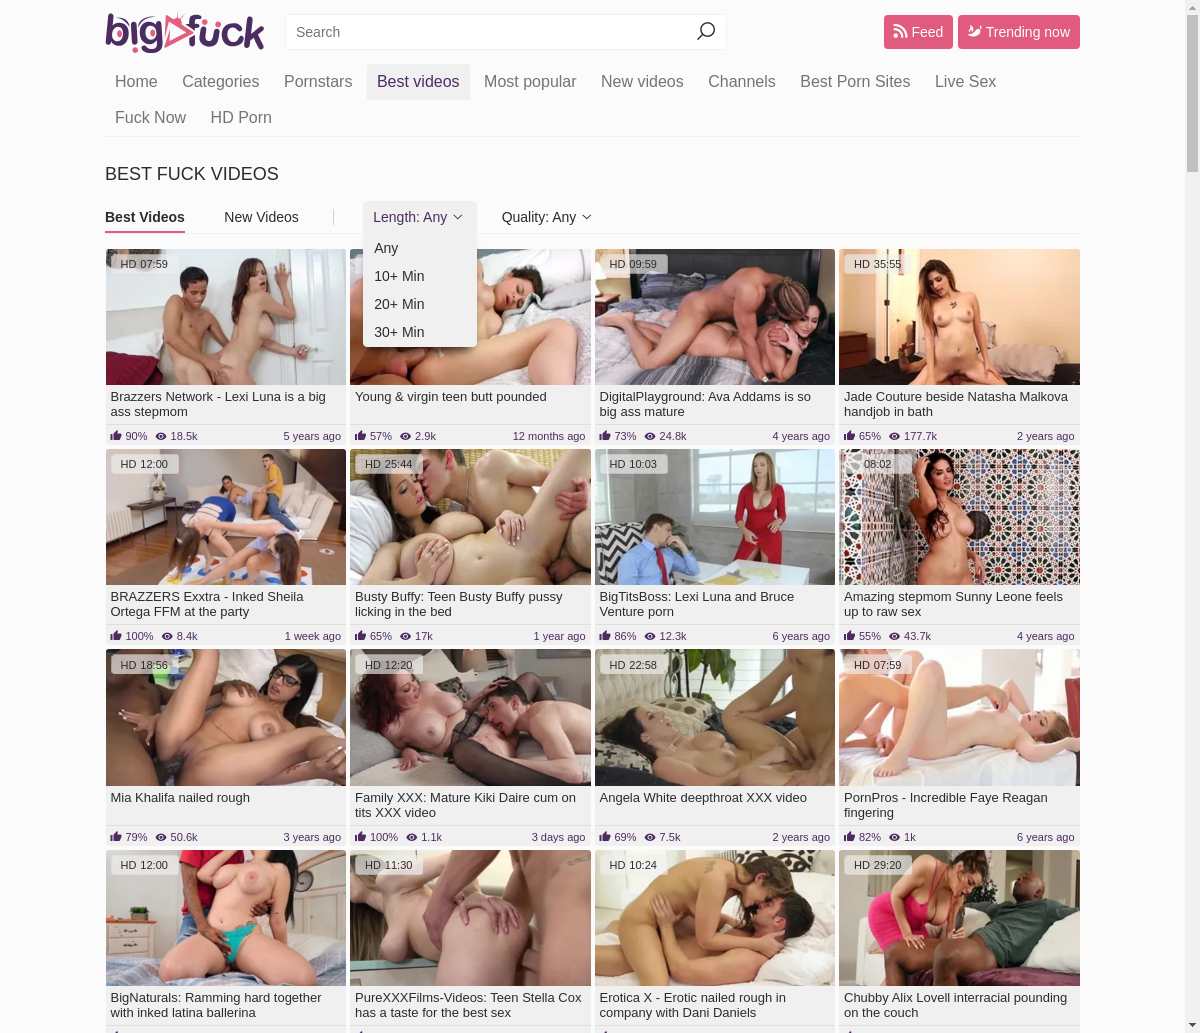 bigfuck
Search
Feed
Trending now
Home Categories Pornstars Best videos Most popular New videos Channels Best Porn Sites Live Sex
Fuck Now HD Porn
BEST FUCK VIDEOS
Best Videos New Videos Length: Any Quality: Any
Any
10+ Min
20+ Min
30+ Min
HD 07:59
HD 09:59
HD 35:55
Brazzers Network - Lexi Luna is a big
ass stepmom
90% 18.5k 5 years ago
Young & virgin teen butt pounded
57% 2.9k 12 months ago
DigitalPlayground: Ava Addams is so
big ass mature
73% 24.8k 4 years ago
Jade Couture beside Natasha Malkova
handjob in bath
65% 177.7k 2 years ago
HD 12:00
HD 25:44
HD 10:03
08:02
BRAZZERS Exxtra - Inked Sheila
Ortega FFM at the party
100% 8.4k 1 week ago
Busty Buffy: Teen Busty Buffy pussy
licking in the bed
65% 17k 1 year ago
BigTitsBoss: Lexi Luna and Bruce
Venture porn
86% 12.3k 6 years ago
Amazing stepmom Sunny Leone feels
up to raw sex
55% 43.7k 4 years ago
HD 18:56
HD 12:20
HD 22:58
HD 07:59
Mia Khalifa nailed rough
79% 50.6k 3 years ago
Family XXX: Mature Kiki Daire cum on
tits XXX video
100% 1.1k 3 days ago
Angela White deepthroat XXX video
69% 7.5k 2 years ago
PornPros - Incredible Faye Reagan
fingering
82% 1k 6 years ago
HD 12:00
HD 11:30
HD 10:24
HD 29:20
BigNaturals: Ramming hard together
with inked latina ballerina
PureXXXFilms-Videos: Teen Stella Cox
has a taste for the best sex
Erotica X - Erotic nailed rough in
company with Dani Daniels
Chubby Alix Lovell interracial pounding
on the couch